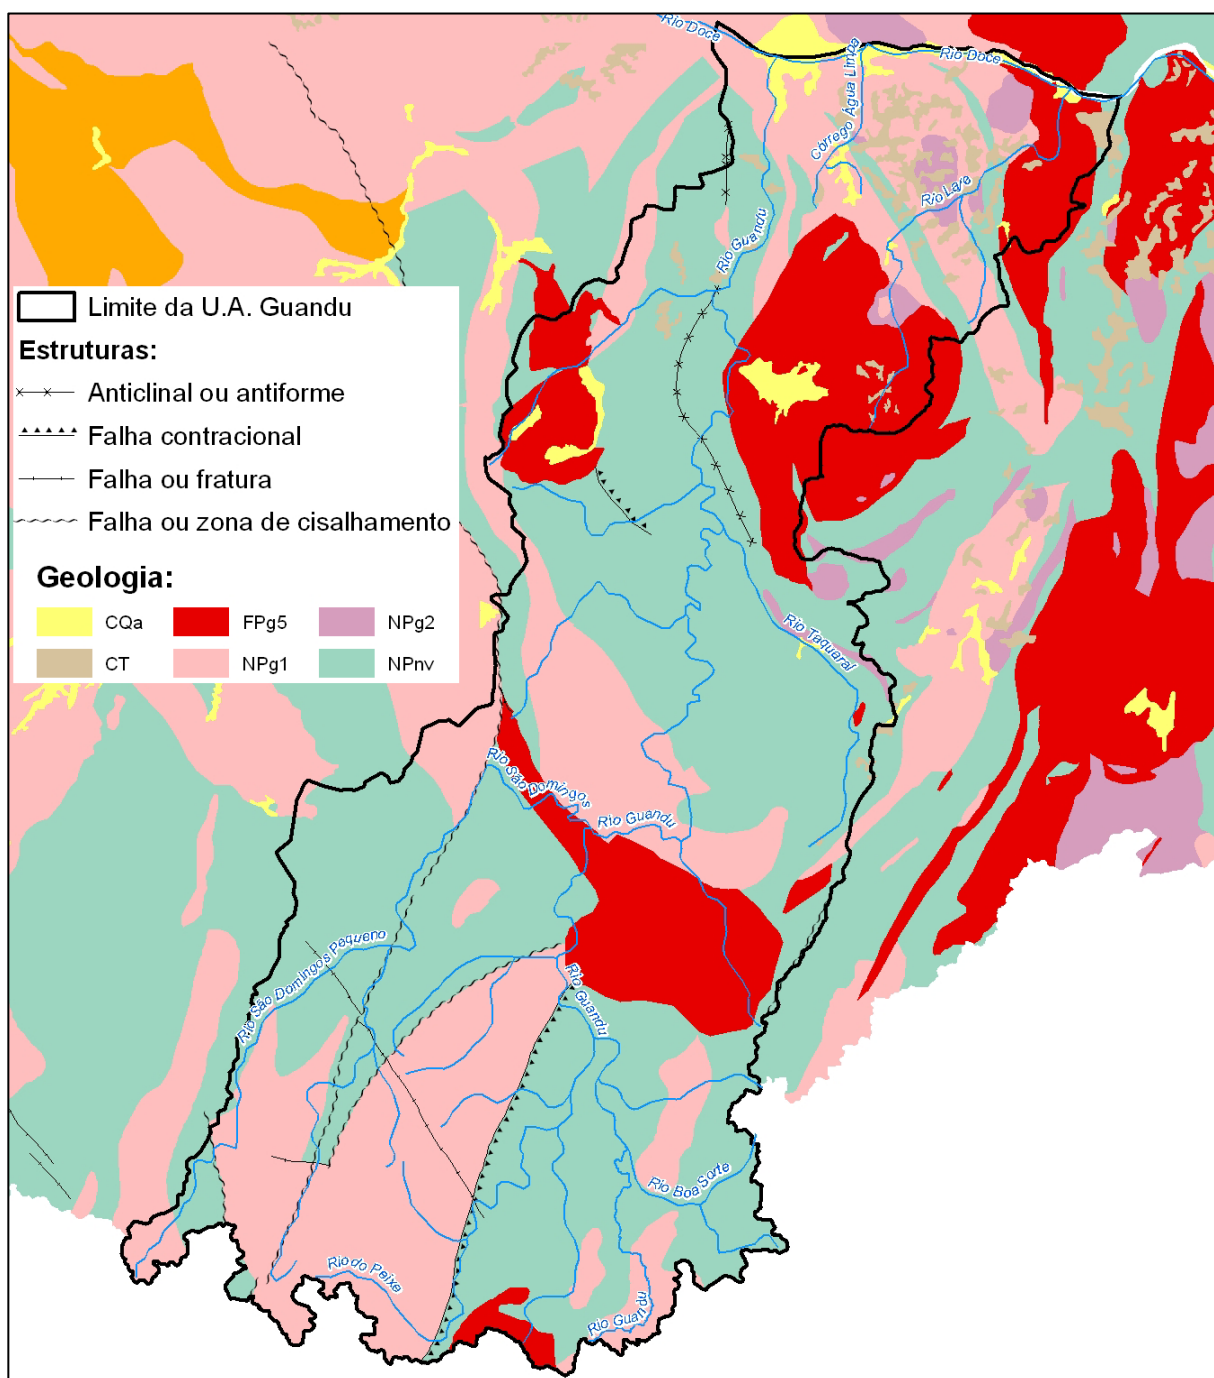 Rio Doce
Rio Doce
Córrego Água Limpa
Rio Laje
Rio Guandu
Limite da U.A. Guandu
Estruturas:
Anticlinal ou antiforme
Falha contracional
Falha ou fratura
Falha ou zona de cisalhamento
Geologia:
CQa
FPg5
NPg2
CT
NPg1
NPnv
Rio Taquaral
Rio São Domingos
Rio Guandu
Rio São Domingos Pequeno
Rio Guandu
Rio Boa Sorte
Rio do Peixe
Rio Guandu